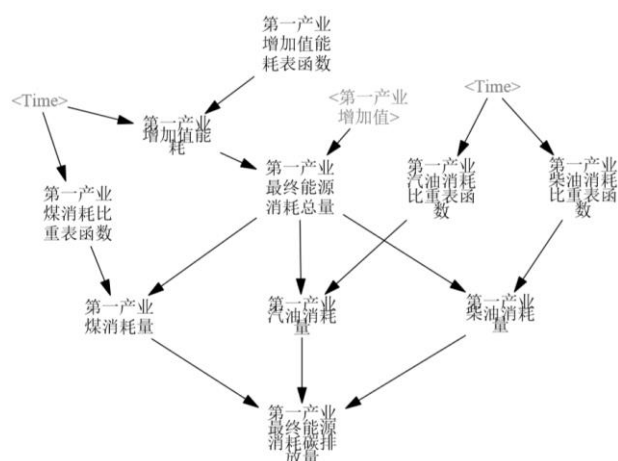 第一产业
增加值能
耗表函数
<Time>
第一产业
增加值能
耗
<第一产业
增加值>
<Time>
第一产业
煤消耗比
重表函数
第一产业
最终能源
消耗总量
第一产业
汽油消耗
比重表函
数
第一产业
柴油消耗
比重表函
数
第一产业
煤消耗量
第一产业
汽油消耗
量
第一产业
柴油消耗
量
第一产业
最终能源
消耗碳排
放量